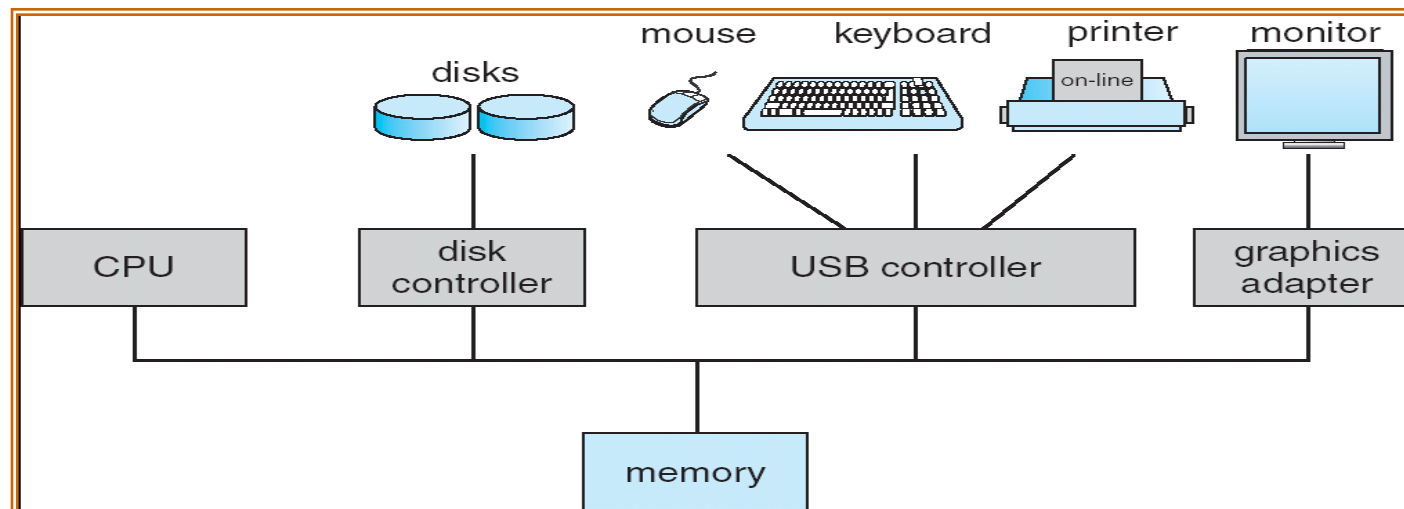 mouse
keyboard
printer
monitor
disks
on-line
CPU
disk
controller
USB controller
graphics
adapter
memory